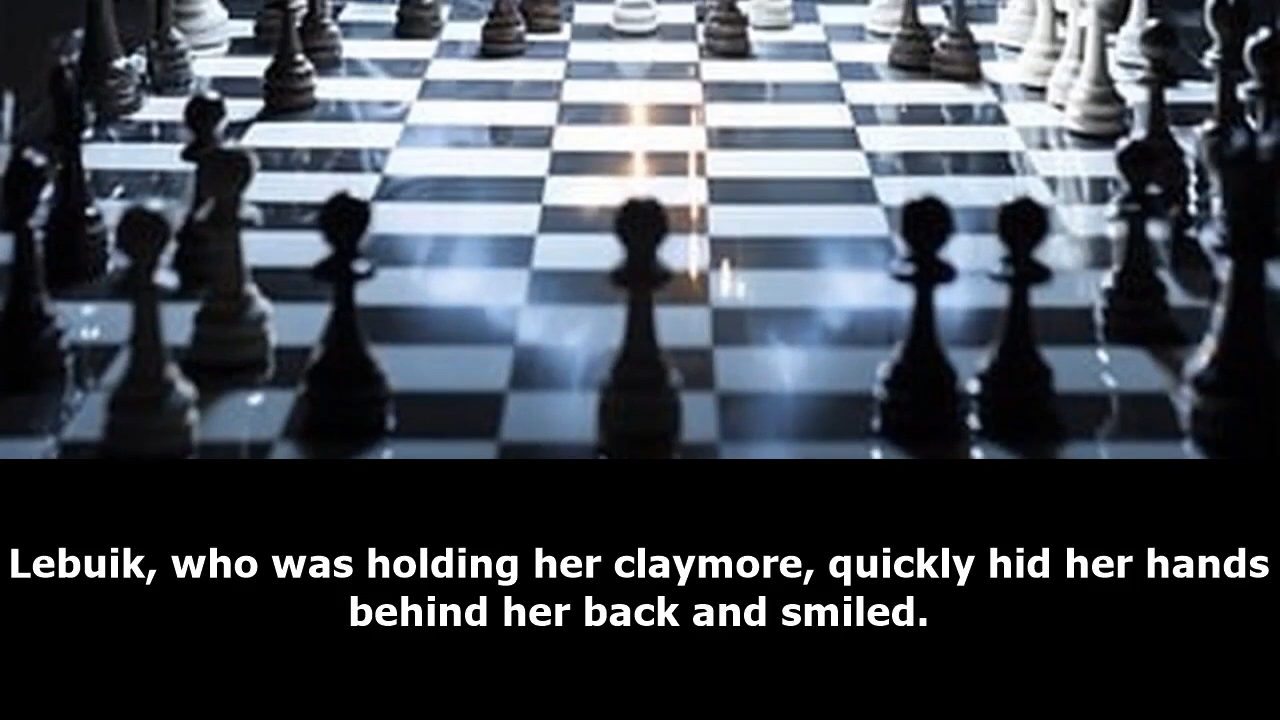 Lebuik, who was holding her claymore, quickly hid her hands
behind her back and smiled.